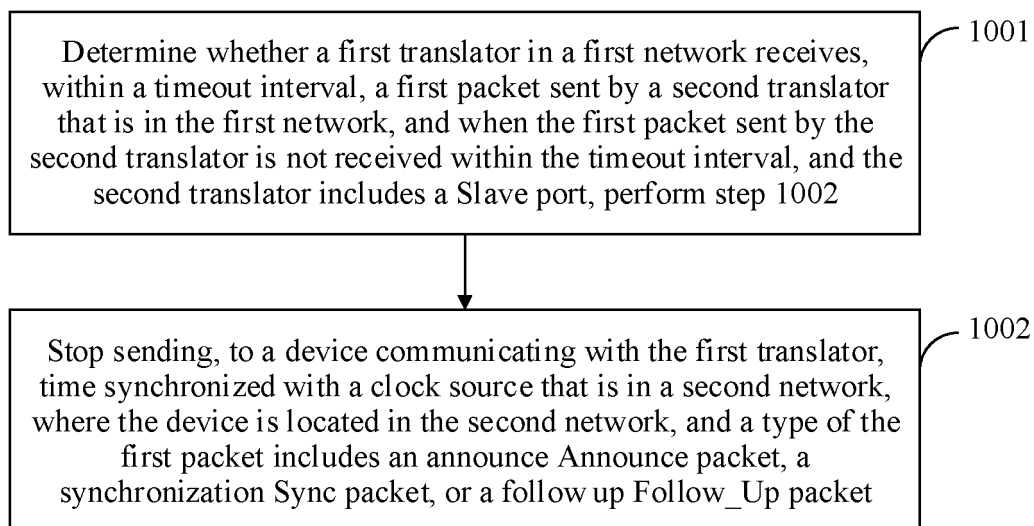 Determine whether a first translator in a first network receives,
within a timeout interval, a first packet sent by a second translator
that is in the first network, and when the first packet sent by the
second translator is not received within the timeout interval, and the
second translator includes a Slave port, perform step 1002
1001
Stop sending, to a device communicating with the first translator,
time synchronized with a clock source that is in a second network,
where the device is located in the second network, and a type of the
first packet includes an announce Announce packet, a
synchronization Sync packet, or a follow up Follow_Up packet
1002